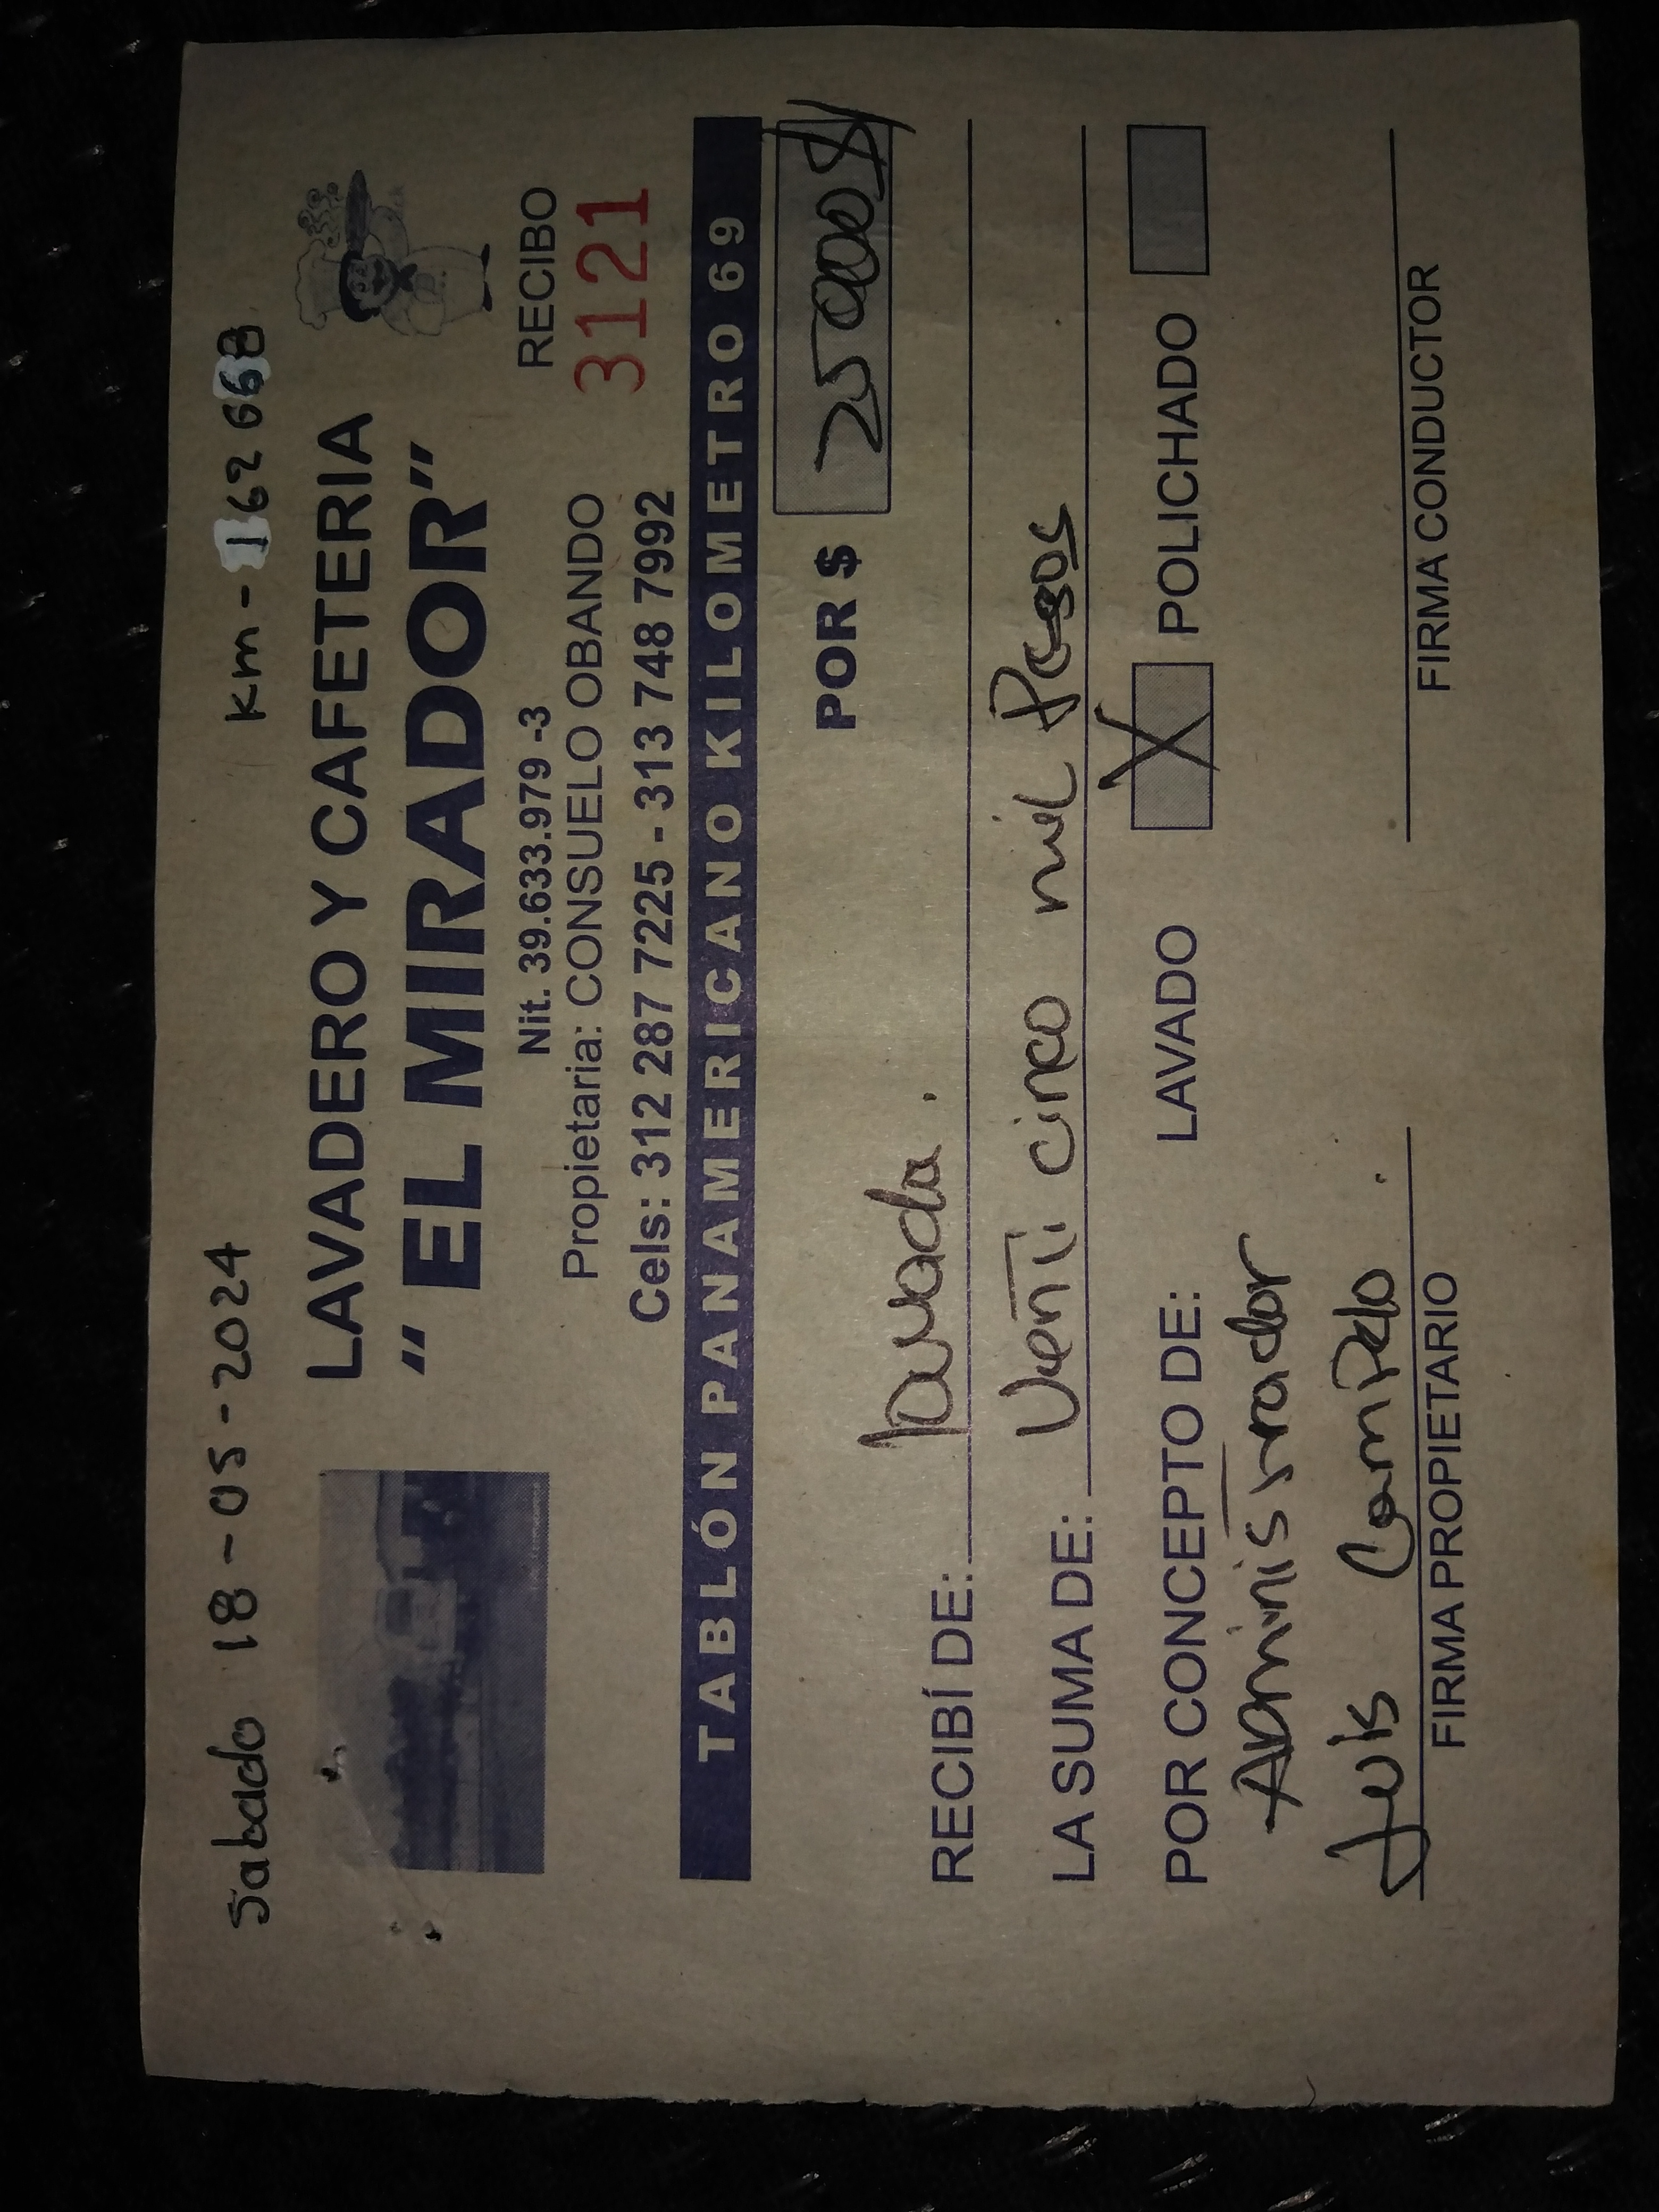 Sabado 18-05-2024 km-162668
LAVADERO Y CAFETERIA
“EL MIRADOR”
Nit. 39.633.979 -3
RECIBO
Propietaria: CONSUELO OBANDO
3121
Cels: 312 287 7225 - 313 748 7992
TABLÓN PANAMERICANO KILOMETRO 69
POR $ 25000
RECIBÍ DE: lavada.
LA SUMA DE: Venti cinco mil Pesos
POR CONCEPTO DE: LAVADO X POLICHADO
Administrador
Luis Campo.
FIRMA PROPIETARIO FIRMA CONDUCTOR